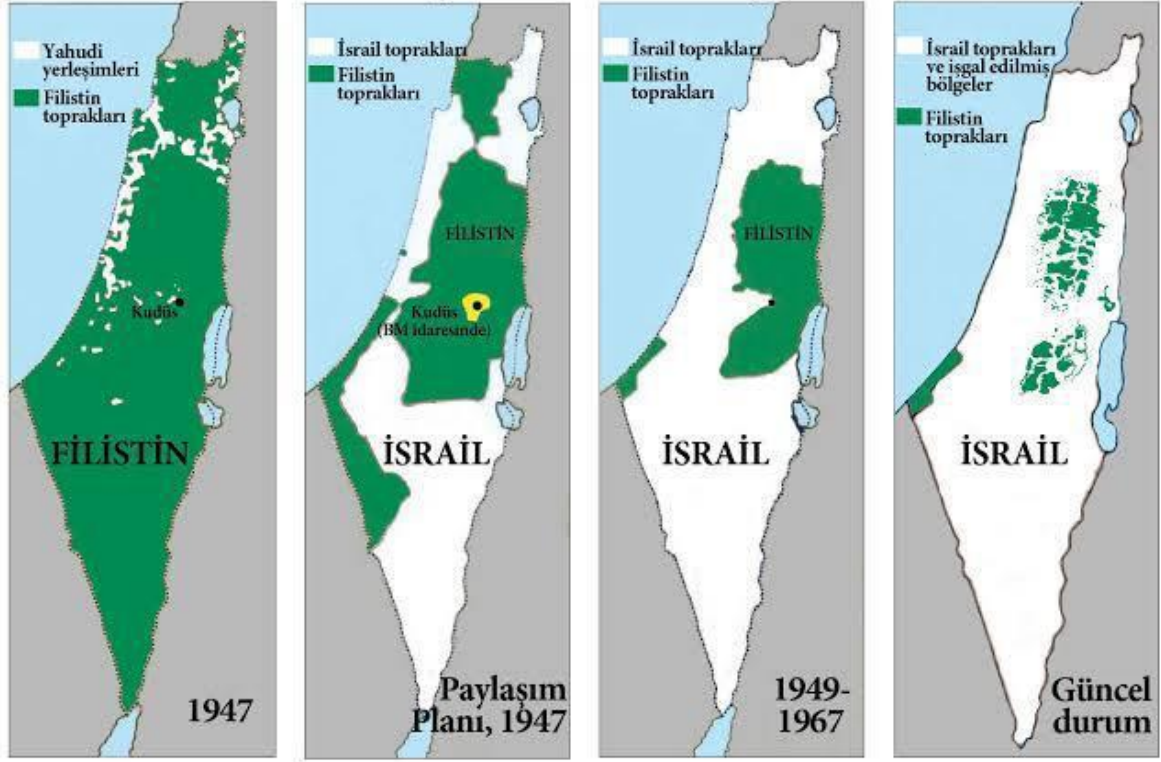 Yahudi
yerleşimleri
Filistin
toprakları
Kudüs
FİLİSTİN
1947
İsrail toprakları
Filistin
toprakları
FİLİSTİN
Kudüs
(BM idaresinde)
İSRAİL
Paylaşım
Planı, 1947
İsrail toprakları
Filistin
toprakları
FİLİSTİN
İSRAİL
1949-
1967
İsrail toprakları
ve işgal edilmiş
bölgeler
Filistin
toprakları
İSRAİL
Güncel
durum